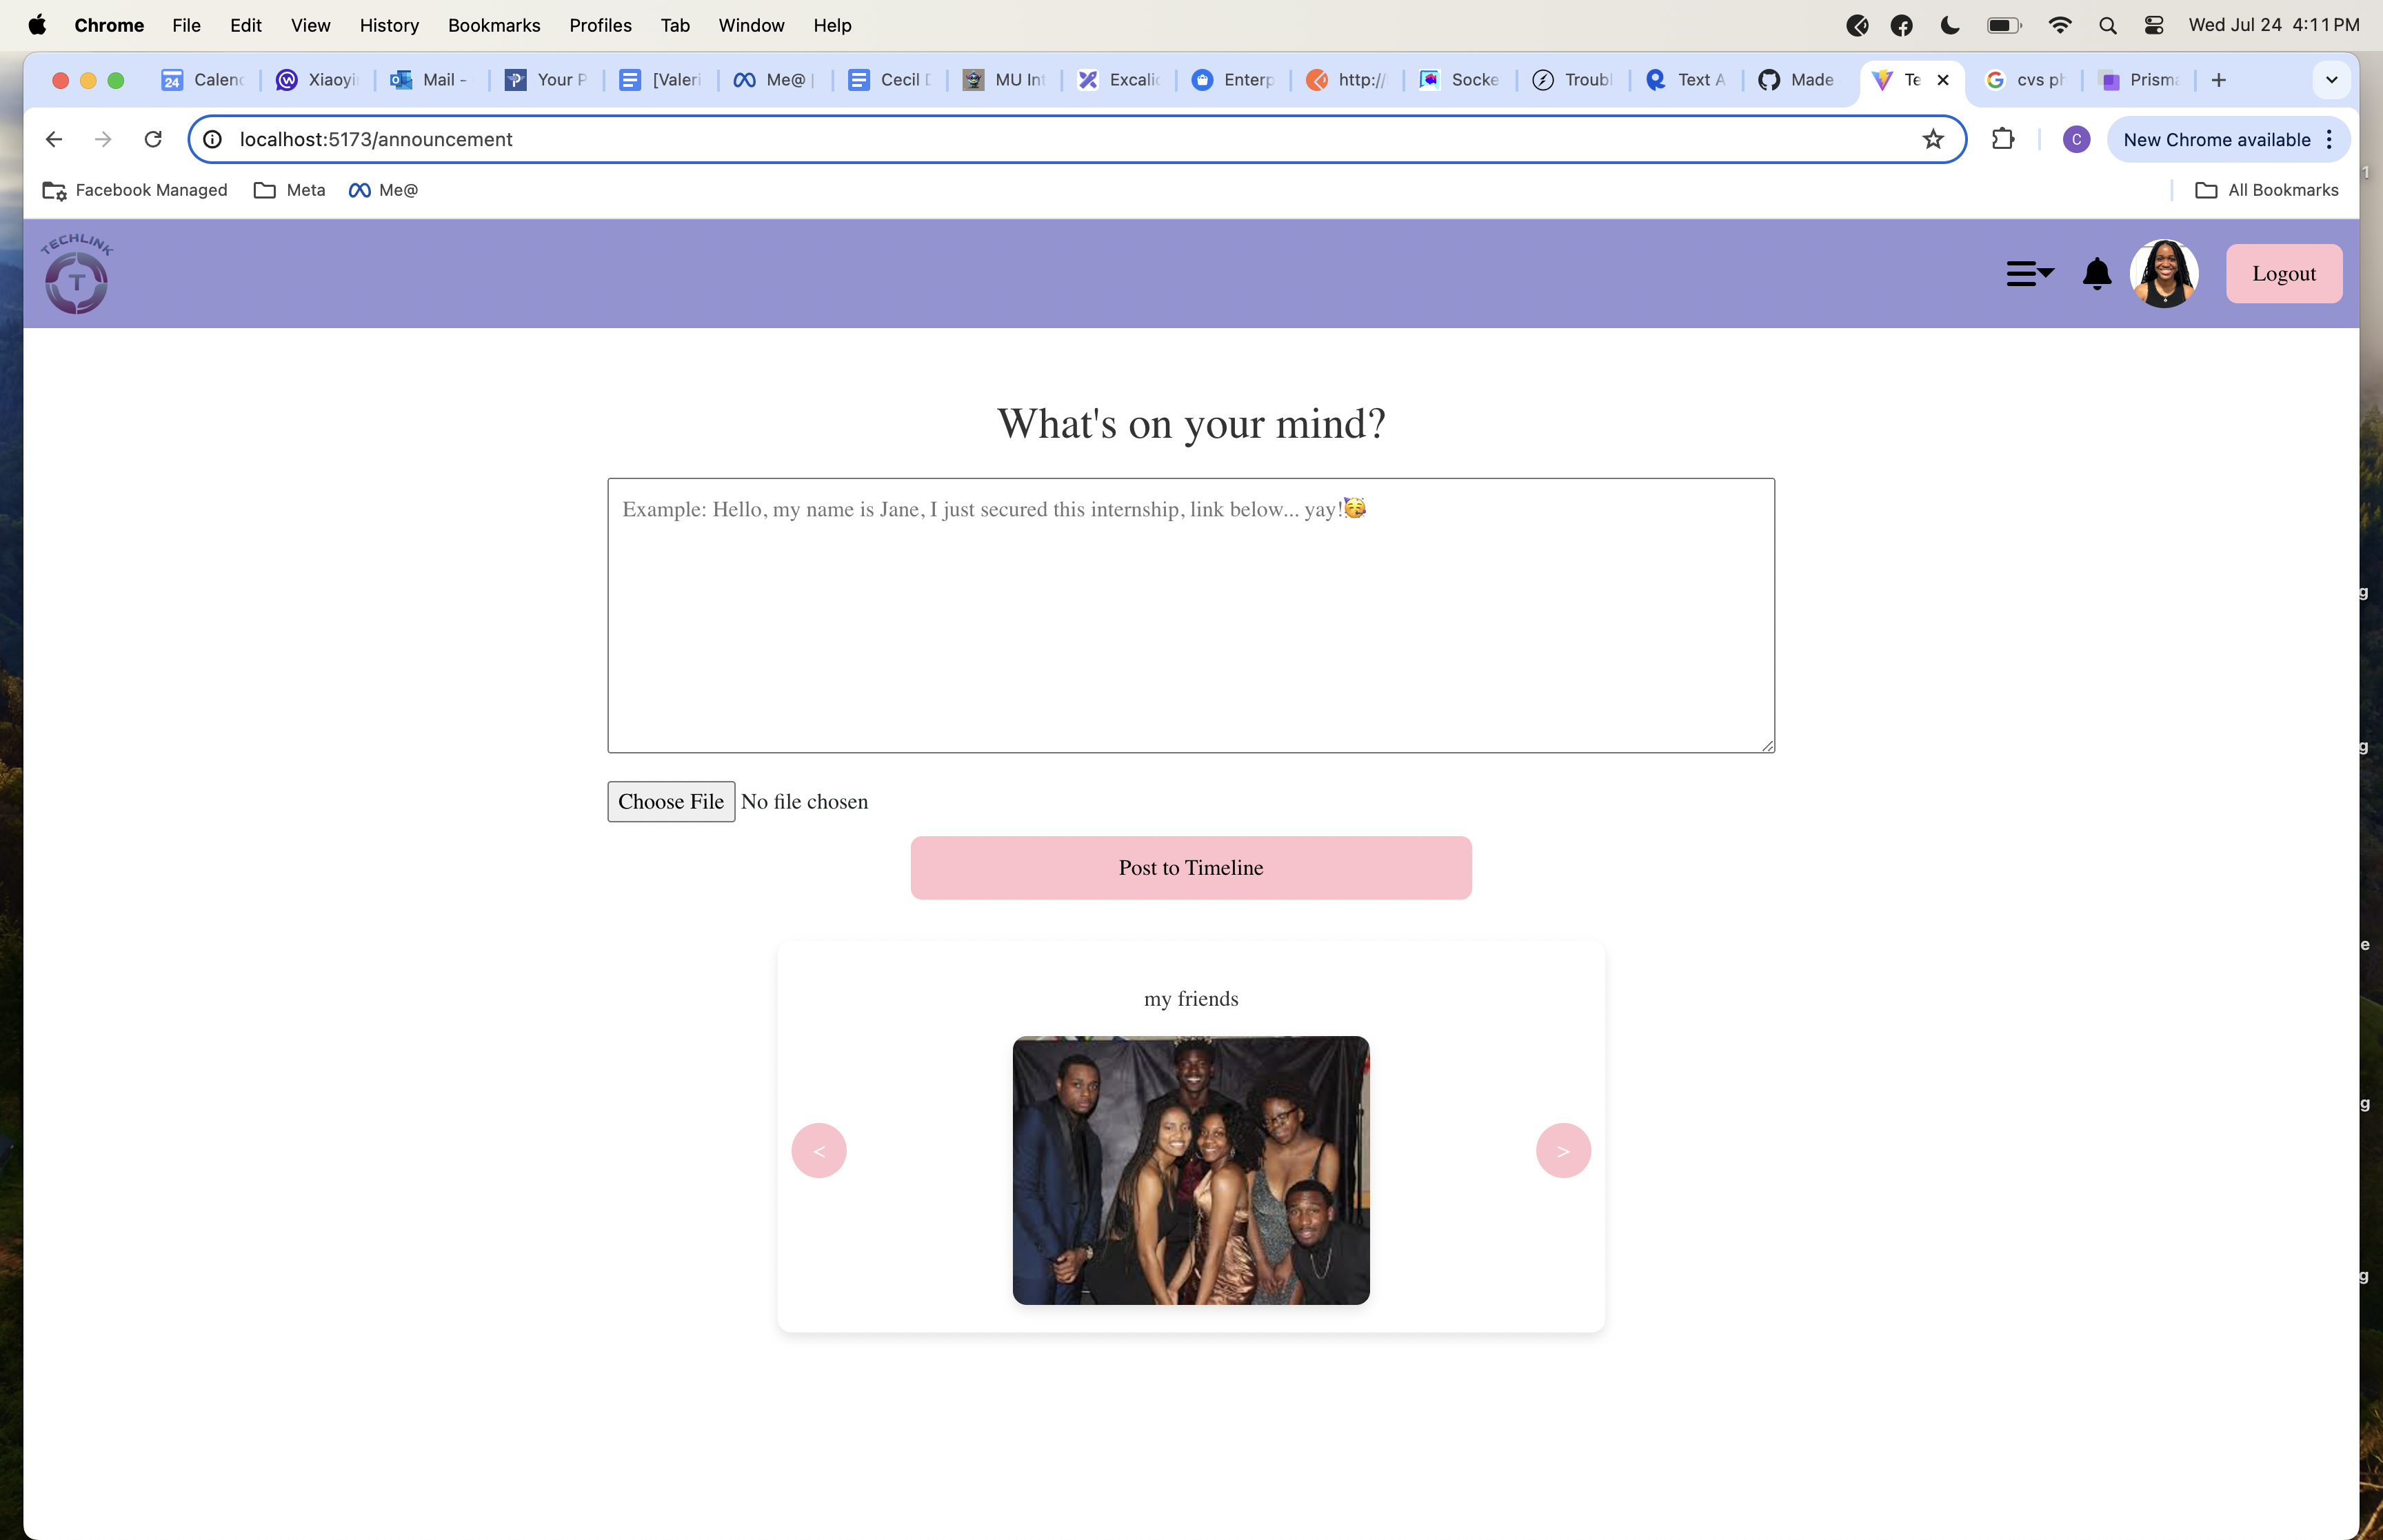 Chrome File Edit View History Bookmarks Profiles Tab Window Help Wed Jul 24 4:11 PM
24 Calend Xiaoyi Mail - Your P [Valeri Me@ Cecil D MU Int Excali Enterp http:// Socke Troubl Text A Made Te cvs ph Prisma
localhost:5173/announcement C New Chrome available
Facebook Managed Meta Me@ All Bookmarks
TECHLINK
T
Logout
What's on your mind?
Example: Hello, my name is Jane, I just secured this internship, link below... yay!🥳
Choose File No file chosen
Post to Timeline
my friends
< >